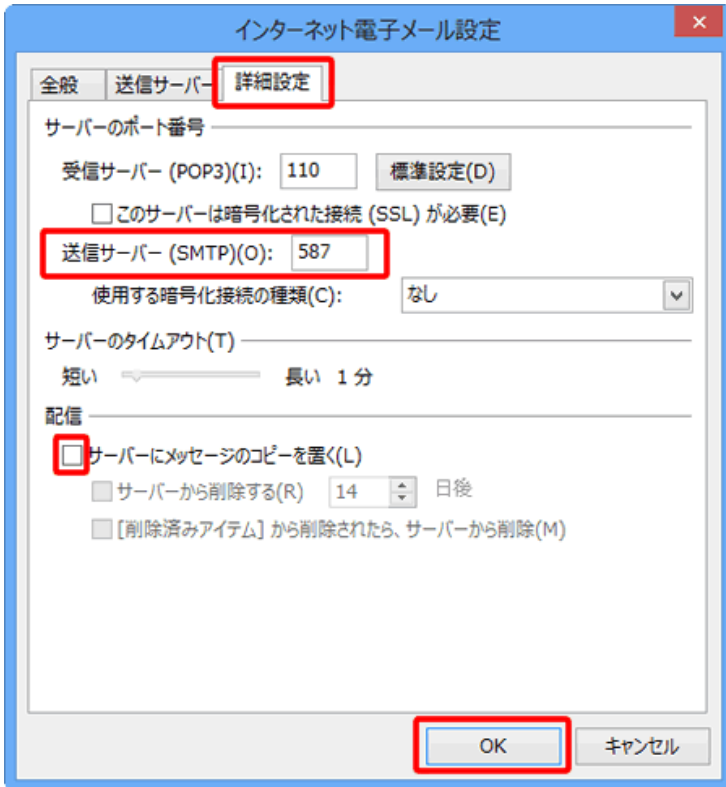 インターネット電子メール設定
全般 送信サーバー 詳細設定
サーバーのポート番号
受信サーバー (POP3)(I): 110 標準設定(D)
このサーバーは暗号化された接続 (SSL) が必要(E)
送信サーバー (SMTP)(O): 587
使用する暗号化接続の種類(C): なし
サーバーのタイムアウト(T)
短い 長い 1 分
配信
サーバーにメッセージのコピーを置く(L)
サーバーから削除する(R) 14 日後
[削除済みアイテム] から削除されたら、サーバーから削除(M)
OK キャンセル